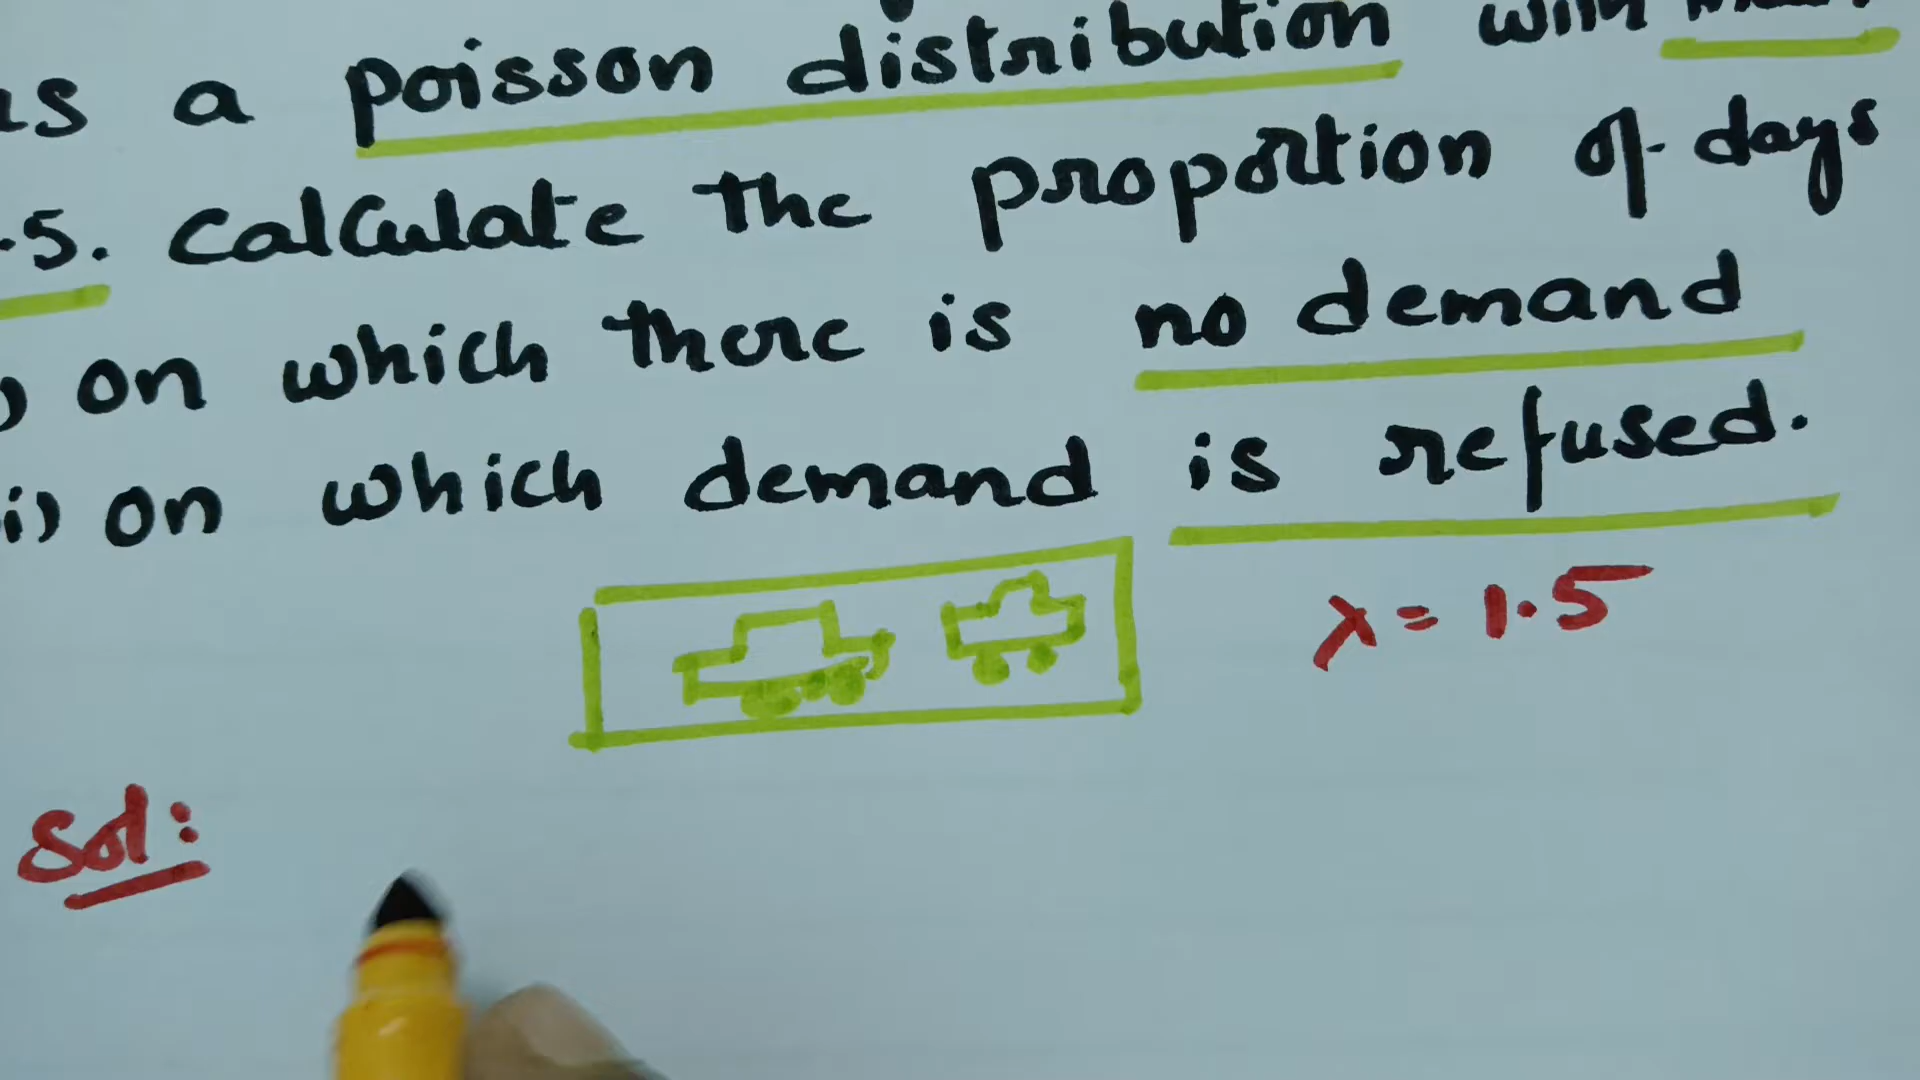 as a poisson distribution with
.5. Calculate the proportion of days
) on which there is no demand
i) on which demand is refused.
λ = 1.5
Sol: